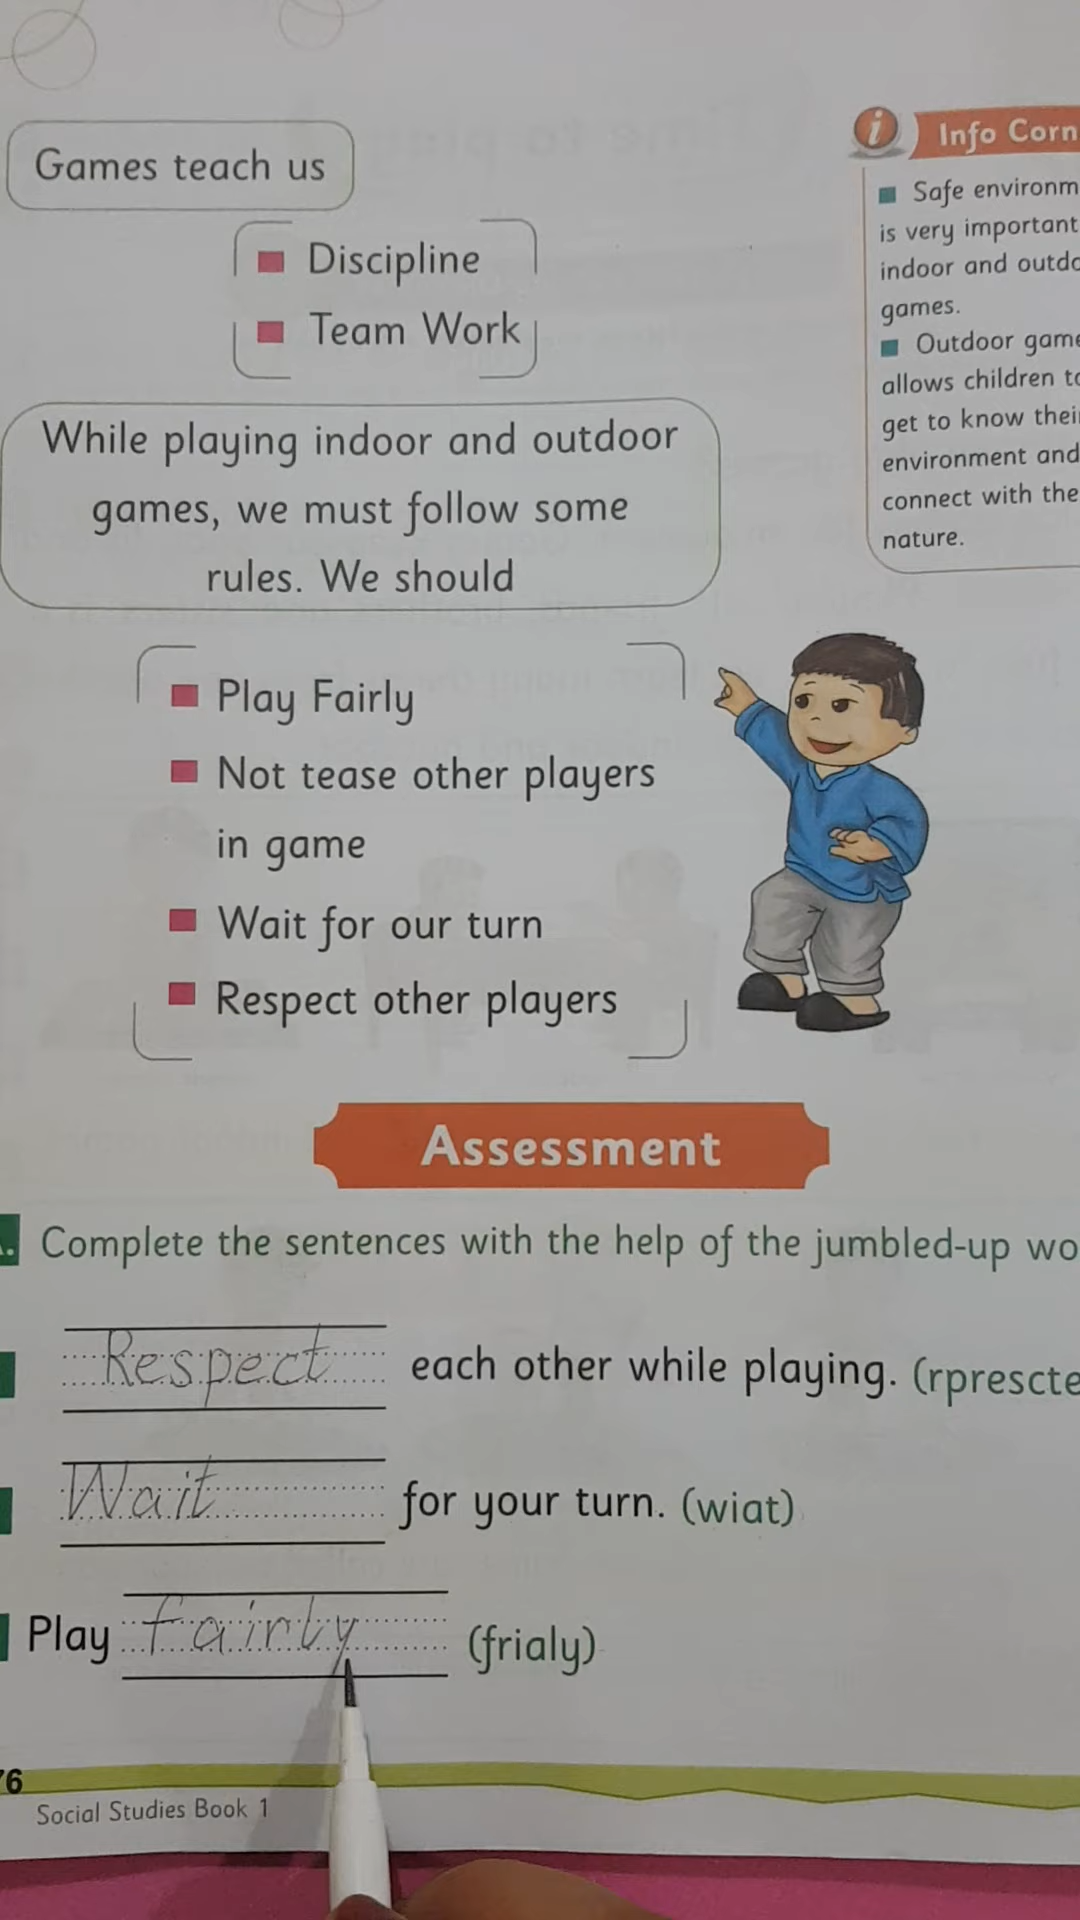 Games teach us
Discipline
Team Work
While playing indoor and outdoor
games, we must follow some
rules. We should
Play Fairly
Not tease other players
in game
Wait for our turn
Respect other players
i Info Corn
Safe environm
is very important
indoor and outdo
games.
Outdoor game
allows children to
get to know their
environment and
connect with the
nature.
Assessment
A. Complete the sentences with the help of the jumbled-up wo
Respect each other while playing. (rprescte
Wait for your turn. (wiat)
Play fairly (frialy)
76
Social Studies Book 1